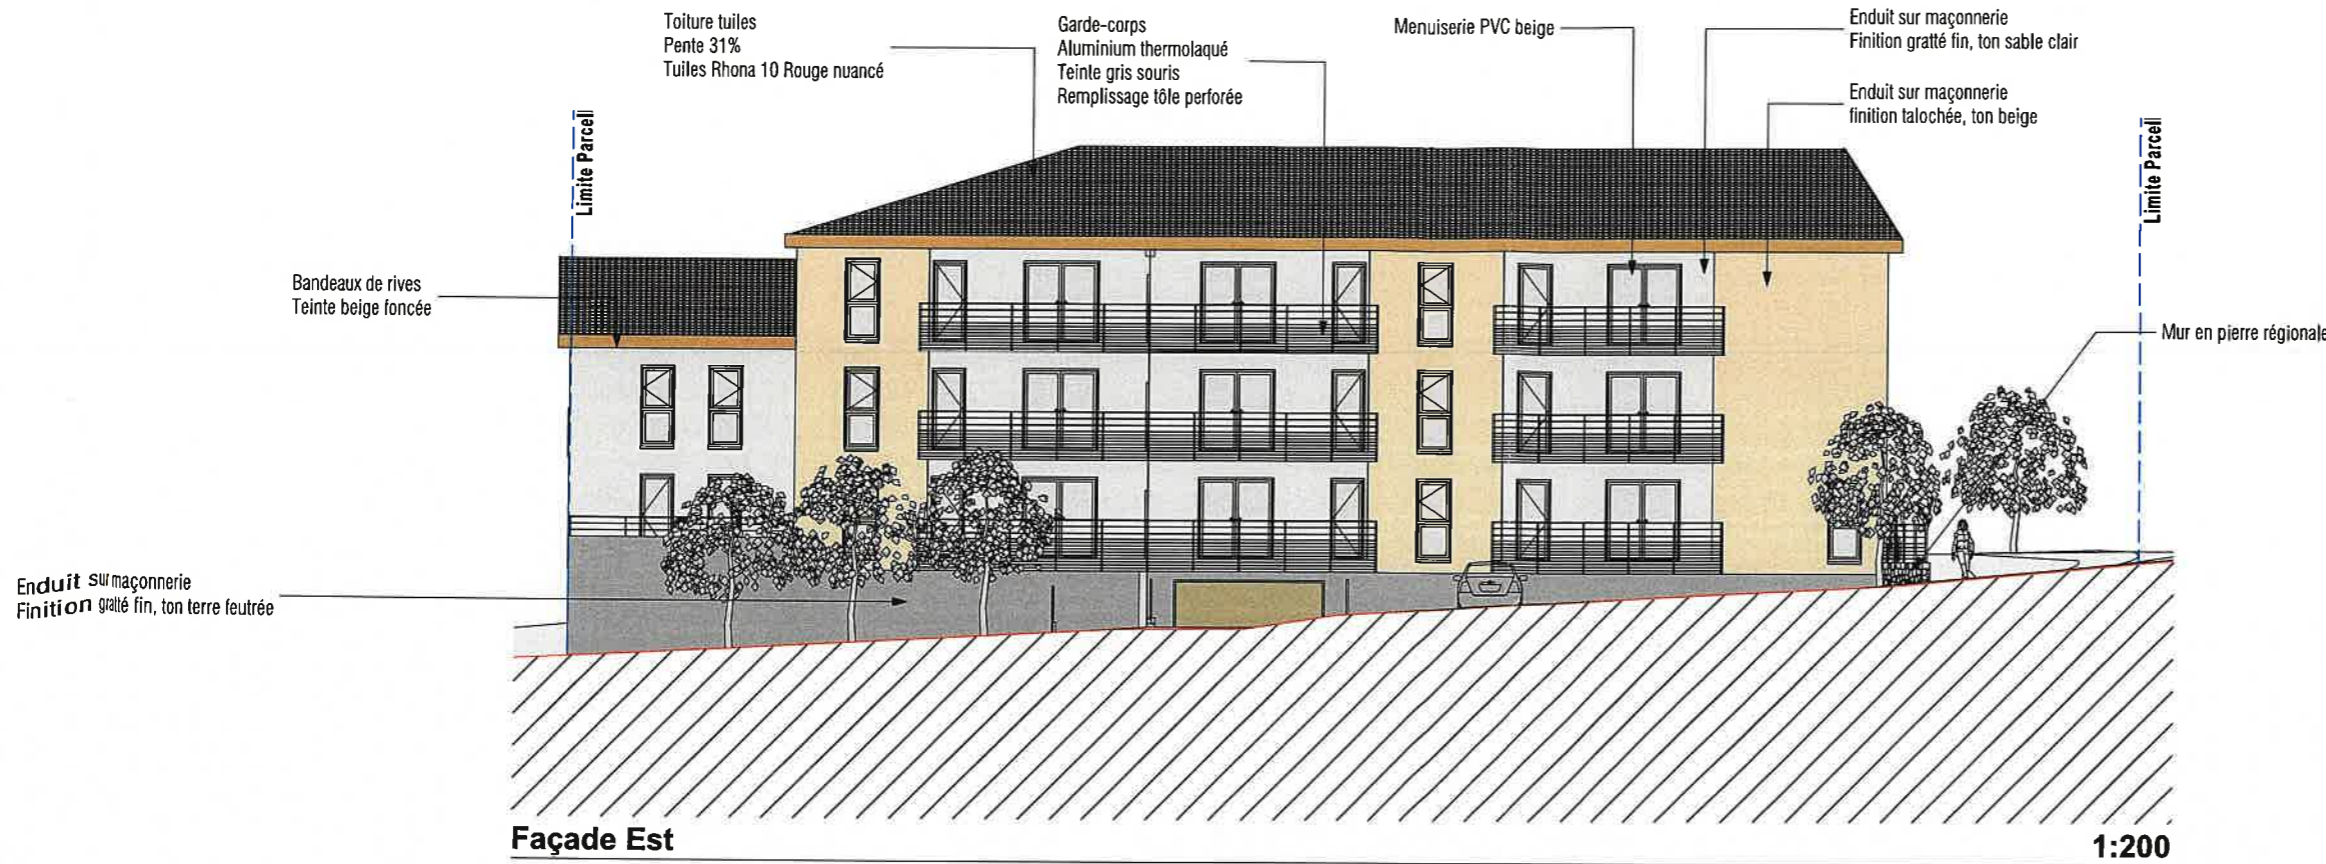 Toiture tuiles
Pente 31%
Tuiles Rhona 10 Rouge nuancé
Garde-corps
Aluminium thermolaqué
Teinte gris souris
Remplissage tôle perforée
Menuiserie PVC beige
Enduit sur maçonnerie
Finition gratté fin, ton sable clair
Enduit sur maçonnerie
finition talochée, ton beige
Limite Parcell
Limite Parcell
Bandeaux de rives
Teinte beige foncée
Mur en pierre régionale
Enduit sur maçonnerie
Finition gratté fin, ton terre feutrée
Façade Est
1:200